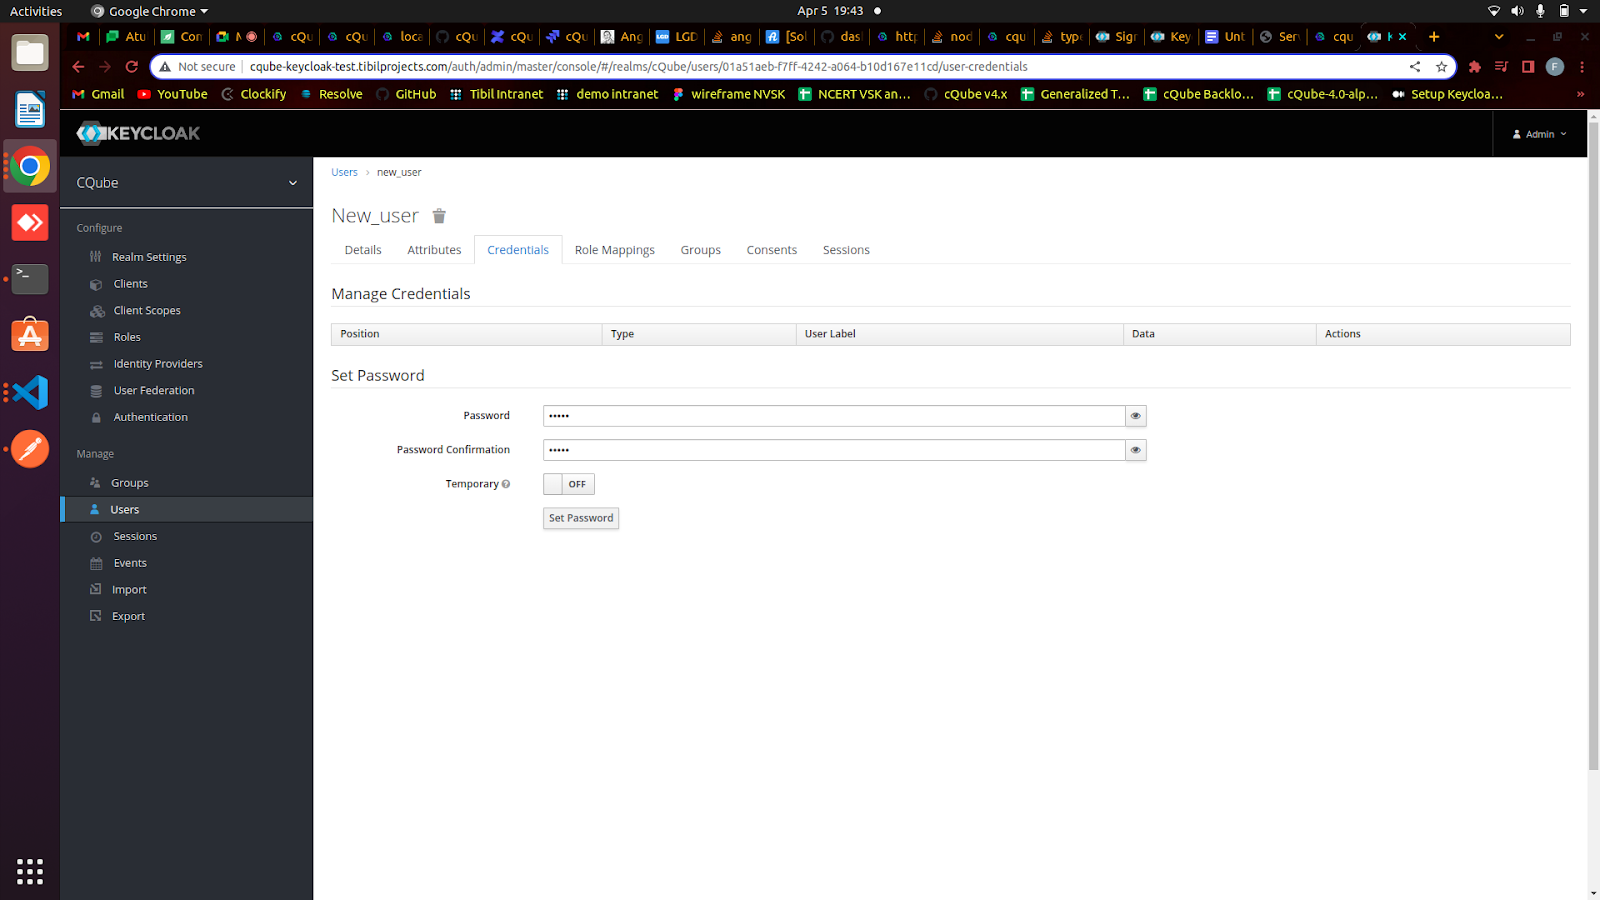 Activities
Google Chrome
Apr 5 19:43
Atu
Con
M
cQu
cQu
loca
cQu
cQu
cQu
Ang
LGD
ang
[Sol
das
http
nod
cqu
type
Sign
Key
Unt
Serv
cqu
K
Not secure
cqube-keycloak-test.tibilprojects.com/auth/admin/master/console/#/realms/cQube/users/01a51aeb-f7ff-4242-a064-b10d167e11cd/user-credentials
F
Gmail
YouTube
Clockify
Resolve
GitHub
Tibil Intranet
demo intranet
wireframe NVSK
NCERT VSK an...
cQube v4.x
Generalized T...
cQube Backlo...
cQube-4.0-alp...
Setup Keycloa...
KEYCLOAK
Admin
CQube
Configure
Realm Settings
Clients
Client Scopes
Roles
Identity Providers
User Federation
Authentication
Manage
Groups
Users
Sessions
Events
Import
Export
Users › new_user
New_user
Details
Attributes
Credentials
Role Mappings
Groups
Consents
Sessions
Manage Credentials
Position
Type
User Label
Data
Actions
Set Password
Password
•••••
Password Confirmation
•••••
Temporary
OFF
Set Password